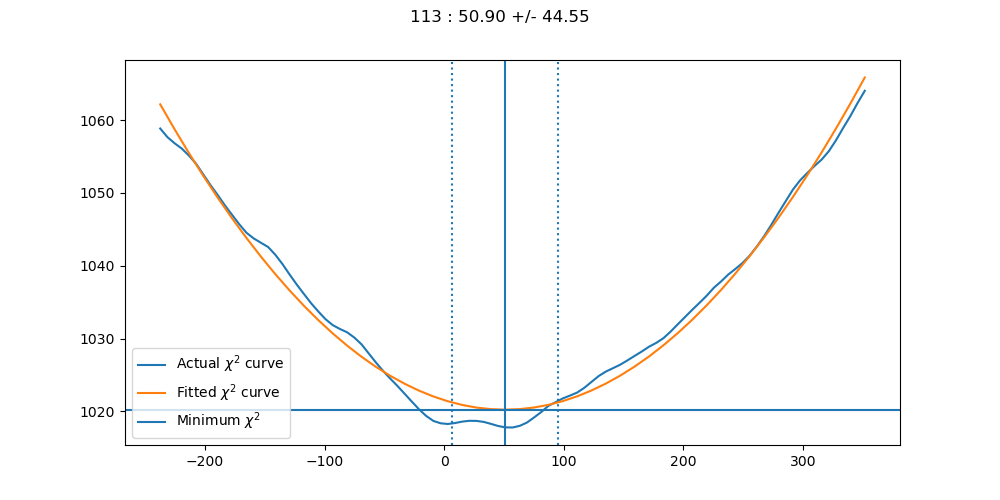 113 : 50.90 +/- 44.55
1060
1050
1040
1030
1020
Actual χ² curve
Fitted χ² curve
Minimum χ²
−200
−100
0
100
200
300